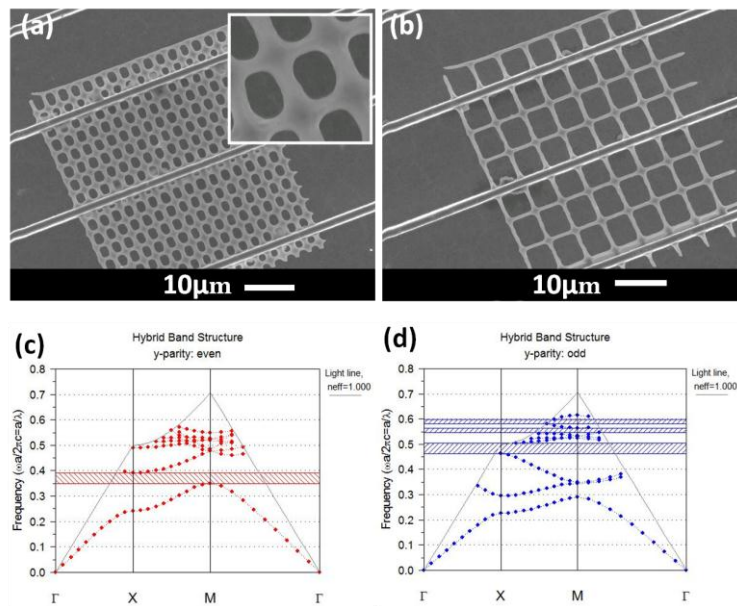 (a)
(b)
10µm
10µm
(c)
Hybrid Band Structure
y-parity: even
Light line,
neff=1.000
Frequency (ωa/2πc=a/λ)
0.8
0.7
0.6
0.5
0.4
0.3
0.2
0.1
0.0
Γ X M Γ
(d)
Hybrid Band Structure
y-parity: odd
Light line,
neff=1.000
Frequency (ωa/2πc=a/λ)
0.8
0.7
0.6
0.5
0.4
0.3
0.2
0.1
0.0
Γ X M Γ